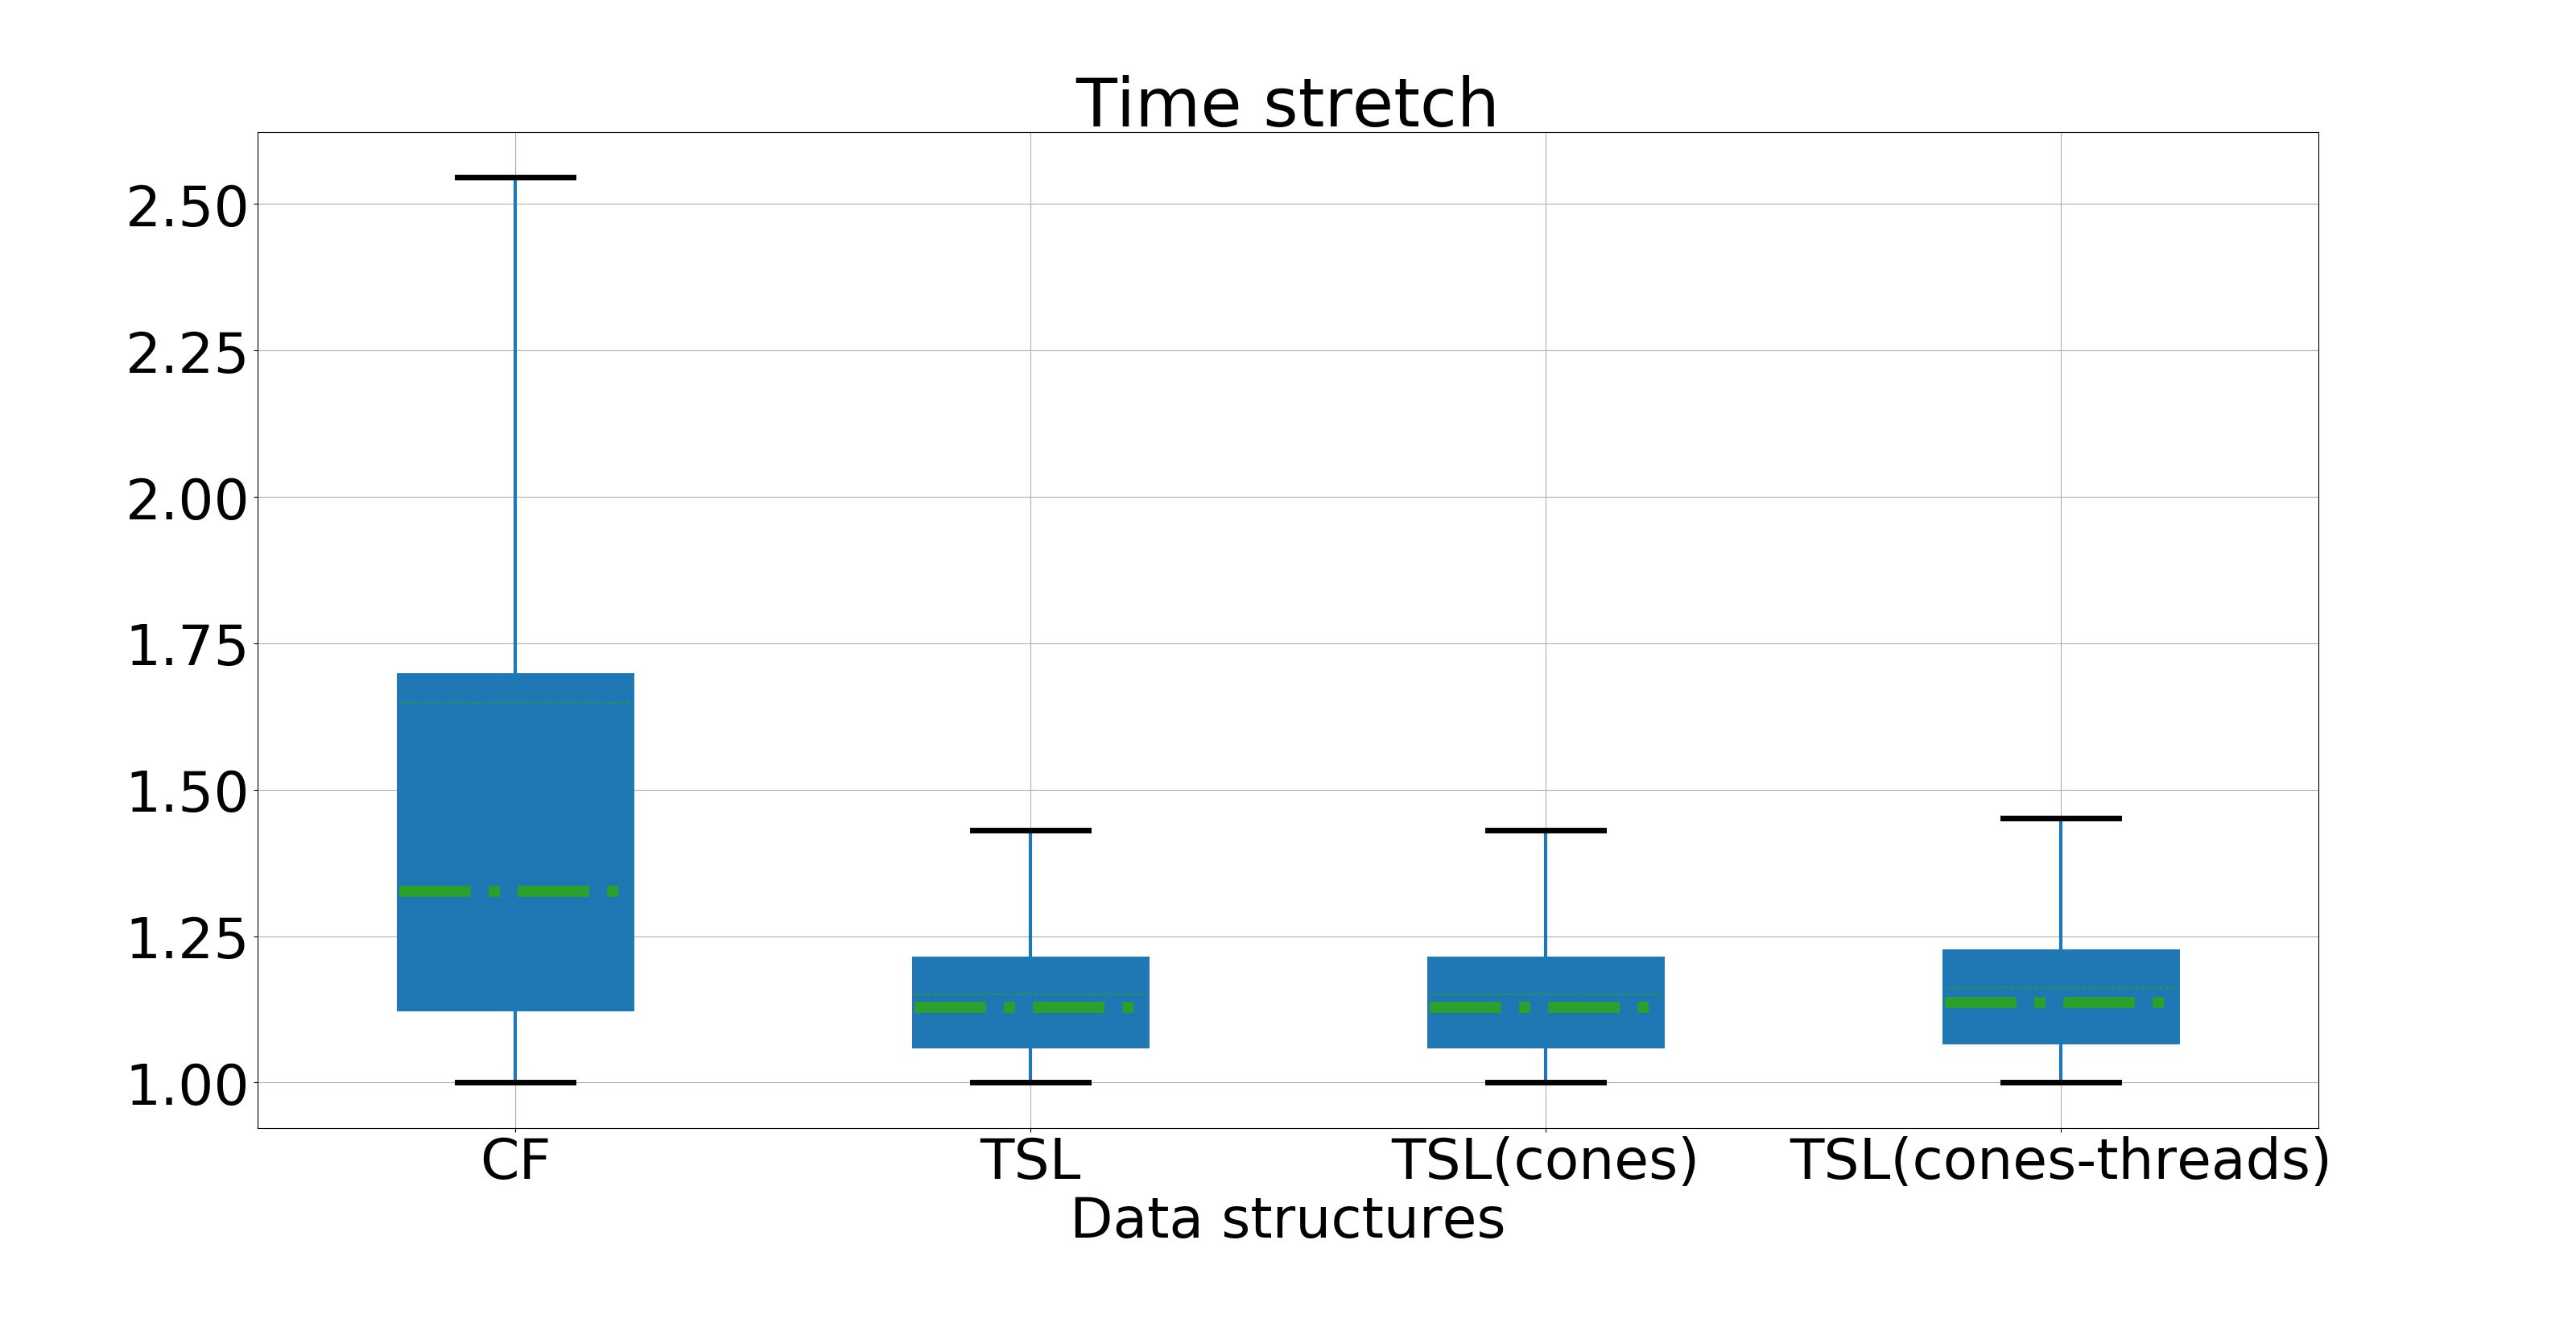 Time stretch
2.50
2.25
2.00
1.75
1.50
1.25
1.00
CF TSL TSL(cones) TSL(cones-threads)
Data structures